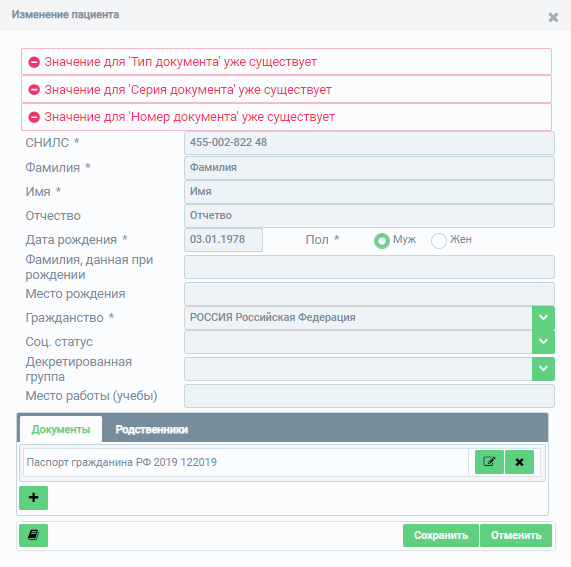 Изменение пациента
Значение для 'Тип документа' уже существует
Значение для 'Серия документа' уже существует
Значение для 'Номер документа' уже существует
СНИЛС * 455-002-822 48
Фамилия * Фамилия
Имя * Имя
Отчество Отчетво
Дата рождения * 03.01.1978 Пол * Муж Жен
Фамилия, данная при
рождении
Место рождения
Гражданство * РОССИЯ Российская Федерация
Соц. статус
Декретированная
группа
Место работы (учебы)
Документы Родственники
Паспорт гражданина РФ 2019 122019
Сохранить Отменить